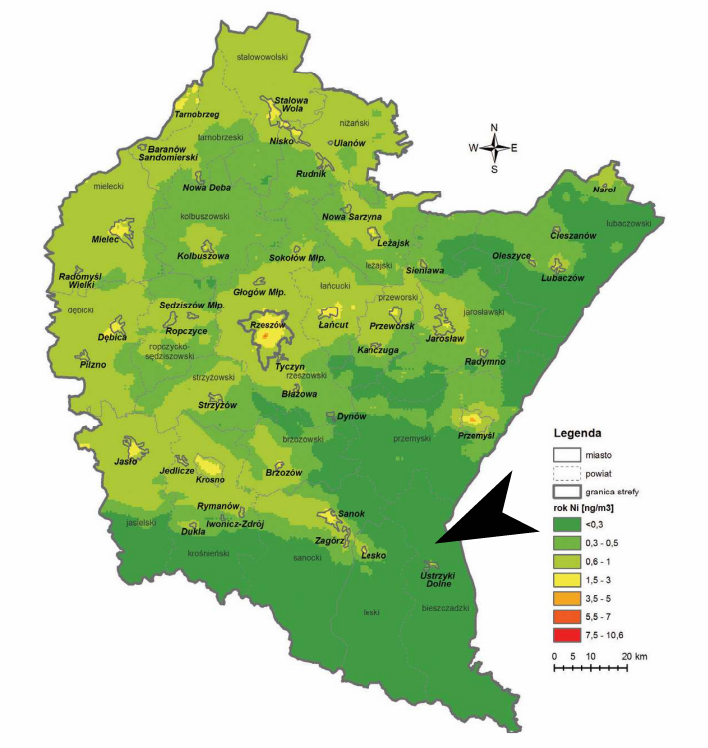 stalowowolski
Stalowa
Wola
Tarnobrzeg
niżański
Nisko
Ulanów
tarnobrzeski
Baranów
Sandomierski
Rudnik
N
W E
S
mielecki
Nowa Dęba
Narol
kolbuszowski
Nowa Sarzyna
lubaczowski
Cieszanów
Mielec
Leżajsk
Kolbuszowa
Sokołów Młp.
Oleszyce
leżajski
Sieniawa
Lubaczów
Radomyśl
Wielki
Głogów Młp.
łańcucki
przeworski
dębicki
Sędziszów Młp.
jarosławski
Rzeszów
Łańcut
Przeworsk
Ropczyce
Dębica
Jarosław
ropczycko-
sędziszowski
Kańczuga
Pilzno
Tyczyn
Radymno
rzeszowski
strzyżowski
Błażowa
Strzyżów
Dynów
Przemyśl
przemyski
brzozowski
Jasło
Jedlicze
Krosno
Brzozów
Rymanów
Sanok
jasielski
Iwonicz-Zdrój
Dukla
Zagórz
Lesko
krośnieński
sanocki
Ustrzyki
Dolne
leski
bieszczadzki
Legenda
miasto
powiat
granica strefy
rok Ni [ng/m3]
<0,3
0,3 - 0,5
0,6 - 1
1,5 - 3
3,5 - 5
5,5 - 7
7,5 - 10,6
0 5 10 20 km